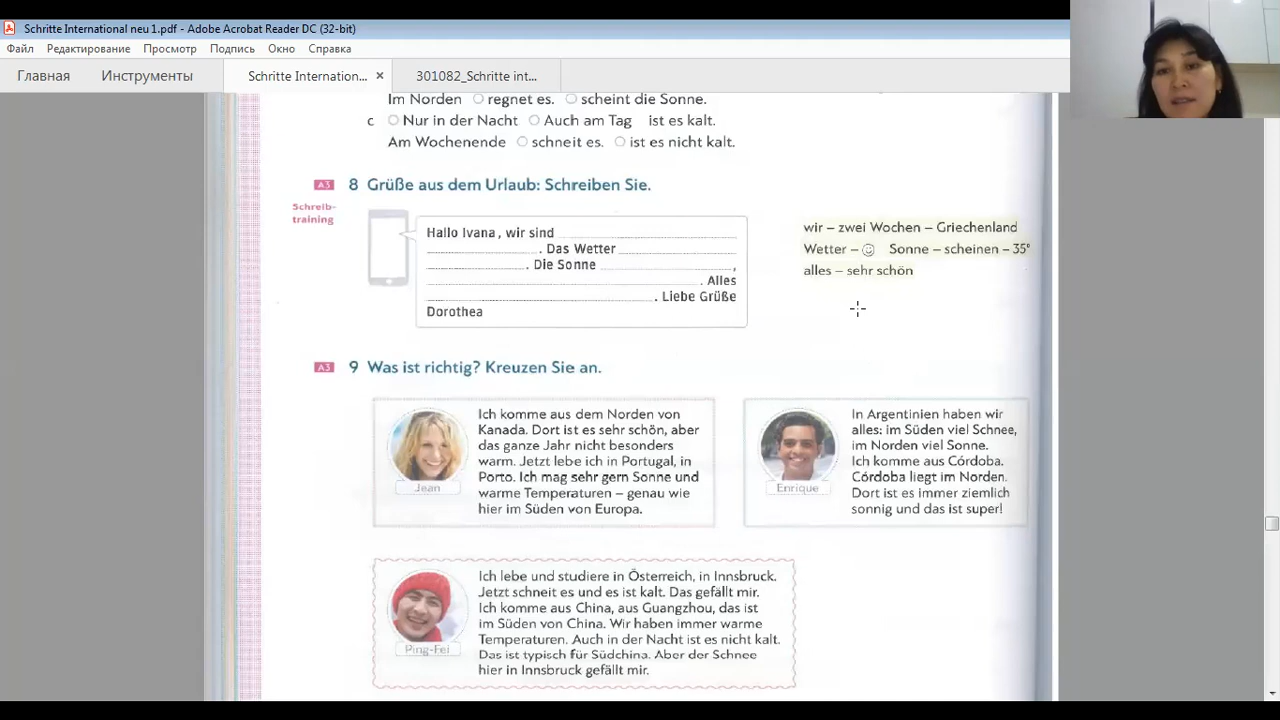 Schritte International neu 1.pdf - Adobe Acrobat Reader DC (32-bit)
Файл Редактирование Просмотр Подпись Окно Справка
Главная Инструменты Schritte Internation... × 301082_Schritte int...
Im Norden regnet es. scheint die Sonne.
c Nur in der Nacht Auch am Tag ist es kalt.
Am Wochenende schneit es. ist es nicht kalt.
A3 8 Grüße aus dem Urlaub: Schreiben Sie.
Schreib-
training
Hallo Ivana, wir sind
. Das Wetter
. Die Sonne ,
. Alles
. Liebe Grüße
Dorothea
wir – zwei Wochen – Griechenland
Wetter – ☺ Sonne – scheinen – 35°
alles – sehr schön
A3 9 Was ist richtig? Kreuzen Sie an.
Ich komme aus dem Norden von
Kanada. Dort ist es sehr schön, aber
das ganze Jahr nicht besonders
warm. Jetzt lebe ich in Portugal, in
Porto. Ich mag sehr gern Sonne und
warme Temperaturen – genau wie
hier im Süden von Europa.
Jean
In Argentinien haben wir
alles: im Süden viel Schnee,
im Norden viel Sonne.
Ich komme aus Córdoba.
Córdoba liegt im Norden.
Dort ist es immer ziemlich
sonnig und das ist super!
Enrique
Ich lebe und studiere in Österreich, in Innsbruck.
Jetzt schneit es und es ist kalt. Das gefällt mir.
Ich komme aus China, aus Guangzhou, das ist
im Süden von China. Wir haben immer warme
Temperaturen. Auch in der Nacht ist es nicht kalt.
Das ist typisch für Südchina. Aber der Schnee
hier in Innsbruck gefällt mir.
Ping-Fei